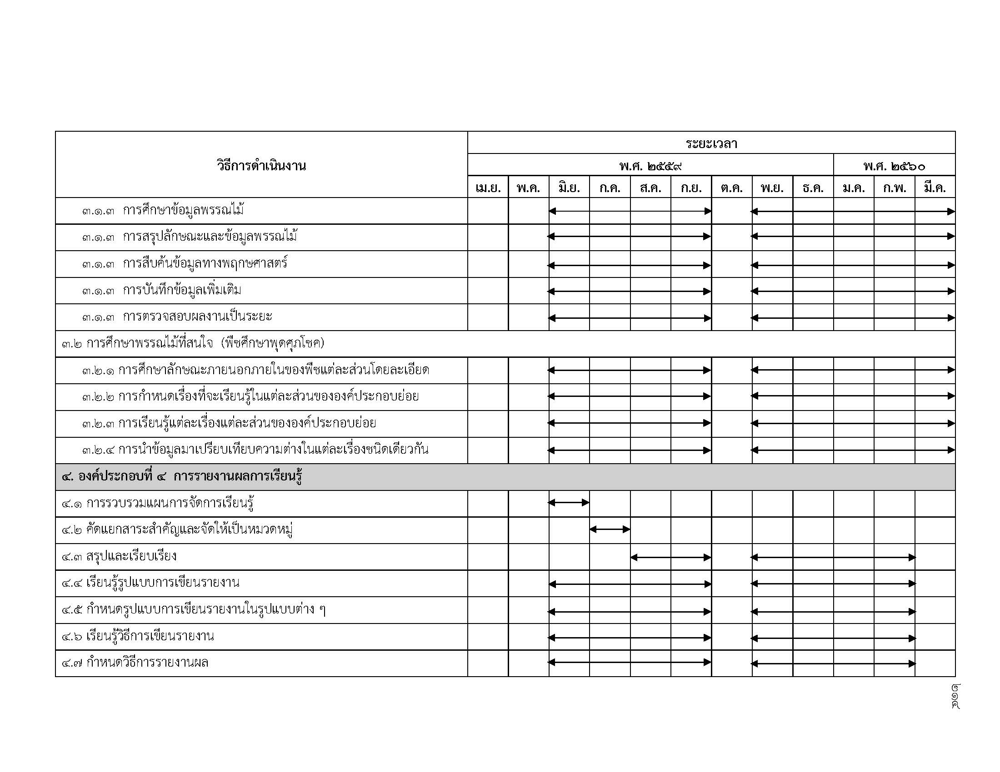 วิธีการดำเนินงาน
ระยะเวลา
พ.ศ. ๒๕๕๙ พ.ศ. ๒๕๖๐
เม.ย. พ.ค. มิ.ย. ก.ค. ส.ค. ก.ย. ต.ค. พ.ย. ธ.ค. ม.ค. ก.พ. มี.ค.
๓.๑.๓ การศึกษาข้อมูลพรรณไม้
๓.๑.๓ การสรุปลักษณะและข้อมูลพรรณไม้
๓.๑.๓ การสืบค้นข้อมูลทางพฤกษศาสตร์
๓.๑.๓ การบันทึกข้อมูลเพิ่มเติม
๓.๑.๓ การตรวจสอบผลงานเป็นระยะ
๓.๒ การศึกษาพรรณไม้ที่สนใจ (พืชศึกษาพุดศุภโชค)
๓.๒.๑ การศึกษาลักษณะภายนอกภายในของพืชแต่ละส่วนโดยละเอียด
๓.๒.๒ การกำหนดเรื่องที่จะเรียนรู้ในแต่ละส่วนขององค์ประกอบย่อย
๓.๒.๓ การเรียนรู้แต่ละเรื่องแต่ละส่วนขององค์ประกอบย่อย
๓.๒.๔ การนำข้อมูลมาเปรียบเทียบความต่างในแต่ละเรื่องชนิดเดียวกัน
๔. องค์ประกอบที่ ๔ การรายงานผลการเรียนรู้
๔.๑ การรวบรวมแผนการจัดการเรียนรู้
๔.๒ คัดแยกสาระสำคัญและจัดให้เป็นหมวดหมู่
๔.๓ สรุปและเรียบเรียง
๔.๔ เรียนรู้รูปแบบการเขียนรายงาน
๔.๕ กำหนดรูปแบบการเขียนรายงานในรูปแบบต่าง ๆ
๔.๖ เรียนรู้วิธีการเขียนรายงาน
๔.๗ กำหนดวิธีการรายงานผล
๒๑๕